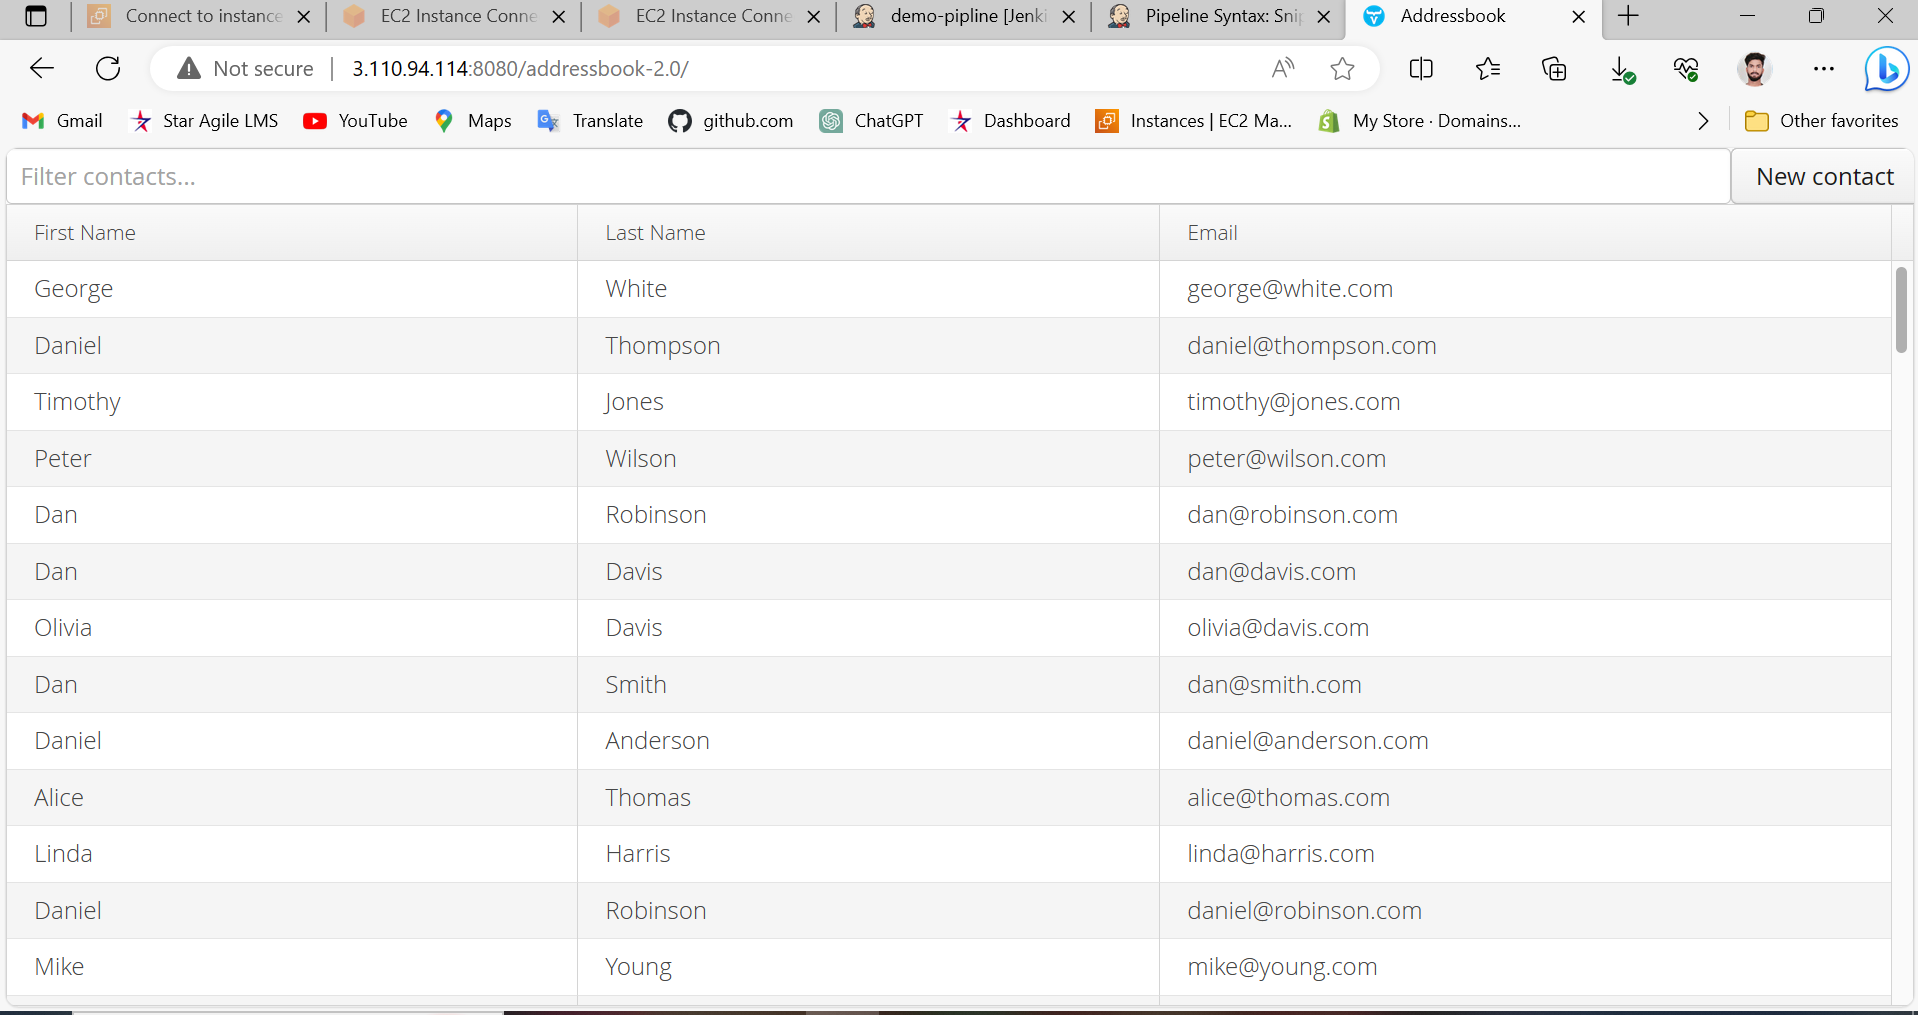 Connect to instance EC2 Instance Conne EC2 Instance Conne demo-pipline [Jenki Pipeline Syntax: Snip Addressbook
Not secure 3.110.94.114:8080/addressbook-2.0/
Gmail Star Agile LMS YouTube Maps Translate github.com ChatGPT Dashboard Instances | EC2 Ma... My Store · Domains... Other favorites
Filter contacts... New contact
First Name Last Name Email
George White george@white.com
Daniel Thompson daniel@thompson.com
Timothy Jones timothy@jones.com
Peter Wilson peter@wilson.com
Dan Robinson dan@robinson.com
Dan Davis dan@davis.com
Olivia Davis olivia@davis.com
Dan Smith dan@smith.com
Daniel Anderson daniel@anderson.com
Alice Thomas alice@thomas.com
Linda Harris linda@harris.com
Daniel Robinson daniel@robinson.com
Mike Young mike@young.com